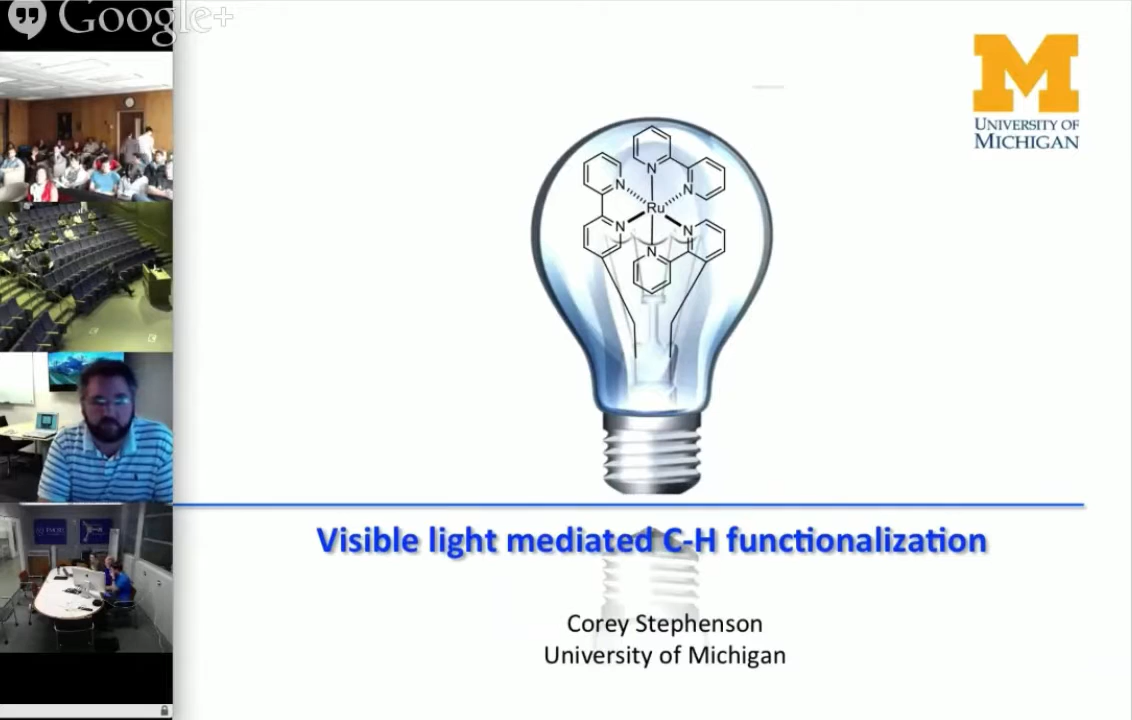 Google+
M
UNIVERSITY OF
MICHIGAN
N
N
N
Ru
N
N
N
Visible light mediated C-H functionalization
Corey Stephenson
University of Michigan